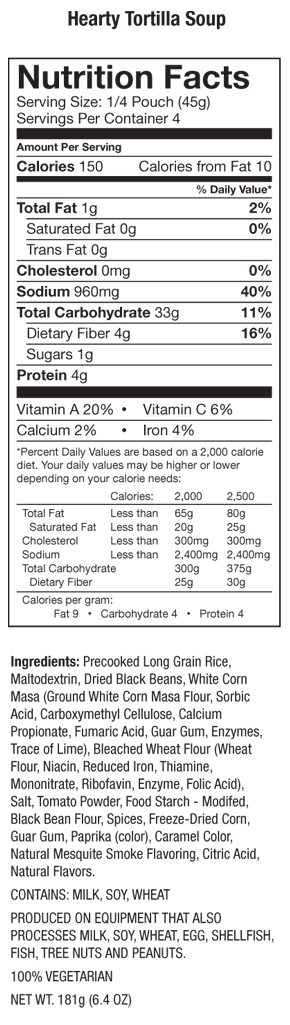 Hearty Tortilla Soup
Nutrition Facts
Serving Size: 1/4 Pouch (45g)
Servings Per Container 4
Amount Per Serving
Calories 150 Calories from Fat 10
% Daily Value*
Total Fat 1g 2%
Saturated Fat 0g 0%
Trans Fat 0g
Cholesterol 0mg 0%
Sodium 960mg 40%
Total Carbohydrate 33g 11%
Dietary Fiber 4g 16%
Sugars 1g
Protein 4g
Vitamin A 20% • Vitamin C 6%
Calcium 2% • Iron 4%
*Percent Daily Values are based on a 2,000 calorie
diet. Your daily values may be higher or lower
depending on your calorie needs:
Calories: 2,000 2,500
Total Fat Less than 65g 80g
Saturated Fat Less than 20g 25g
Cholesterol Less than 300mg 300mg
Sodium Less than 2,400mg 2,400mg
Total Carbohydrate 300g 375g
Dietary Fiber 25g 30g
Calories per gram:
Fat 9 • Carbohydrate 4 • Protein 4
Ingredients: Precooked Long Grain Rice,
Maltodextrin, Dried Black Beans, White Corn
Masa (Ground White Corn Masa Flour, Sorbic
Acid, Carboxymethyl Cellulose, Calcium
Propionate, Fumaric Acid, Guar Gum, Enzymes,
Trace of Lime), Bleached Wheat Flour (Wheat
Flour, Niacin, Reduced Iron, Thiamine,
Mononitrate, Ribofavin, Enzyme, Folic Acid),
Salt, Tomato Powder, Food Starch - Modifed,
Black Bean Flour, Spices, Freeze-Dried Corn,
Guar Gum, Paprika (color), Caramel Color,
Natural Mesquite Smoke Flavoring, Citric Acid,
Natural Flavors.
CONTAINS: MILK, SOY, WHEAT
PRODUCED ON EQUIPMENT THAT ALSO
PROCESSES MILK, SOY, WHEAT, EGG, SHELLFISH,
FISH, TREE NUTS AND PEANUTS.
100% VEGETARIAN
NET WT. 181g (6.4 OZ)